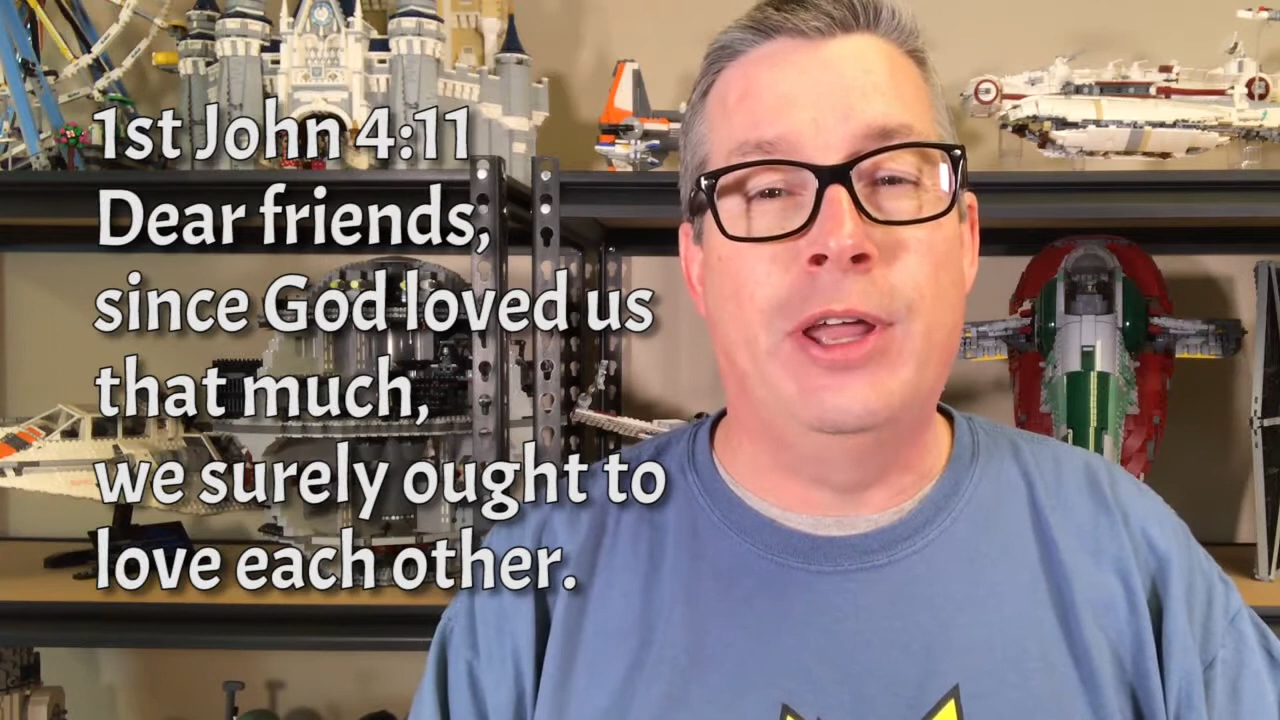 1st John 4:11
Dear friends,
since God loved us
that much,
we surely ought to
love each other.